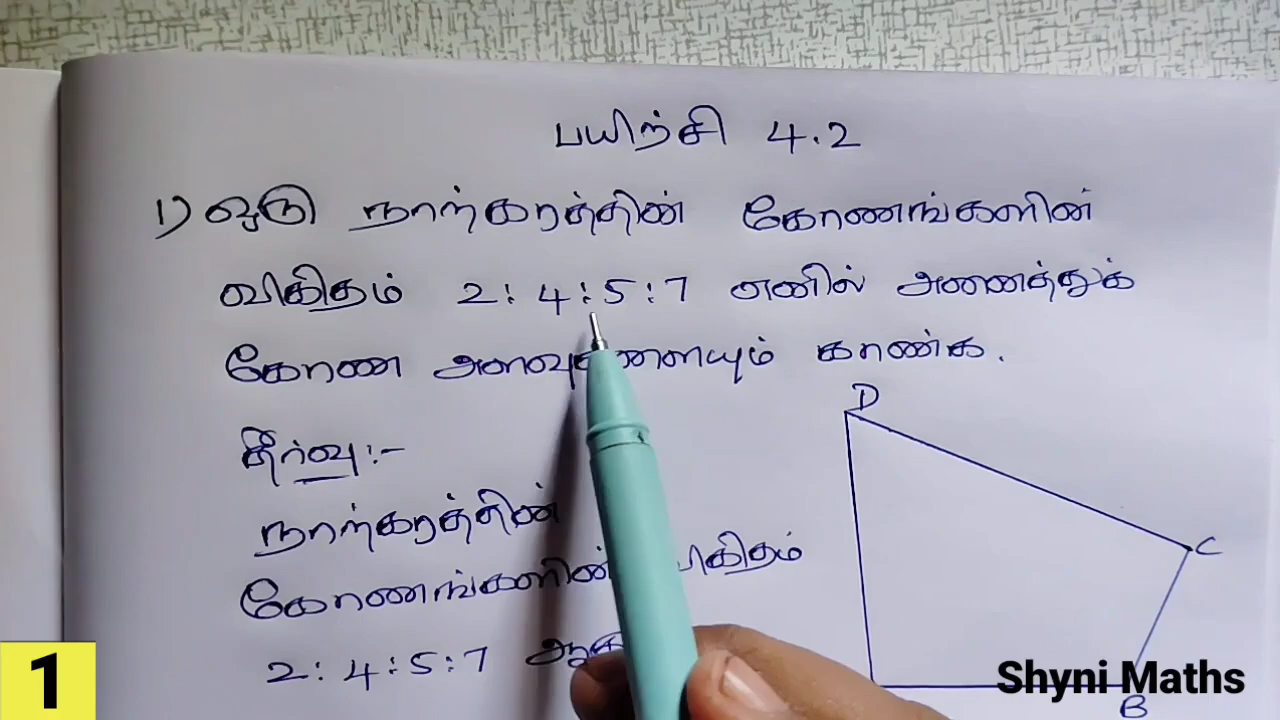 பயிற்சி 4.2
1) ஒரு நாற்கரத்தின் கோணங்களின்
விகிதம் 2:4:5:7 எனில் அனைத்துக்
கோண அளவுகளையும் காண்க.
D
தீர்வு:-
நாற்கரத்தின்
C
கோணங்களின் விகிதம்
2:4:5:7
B
1
Shyni Maths